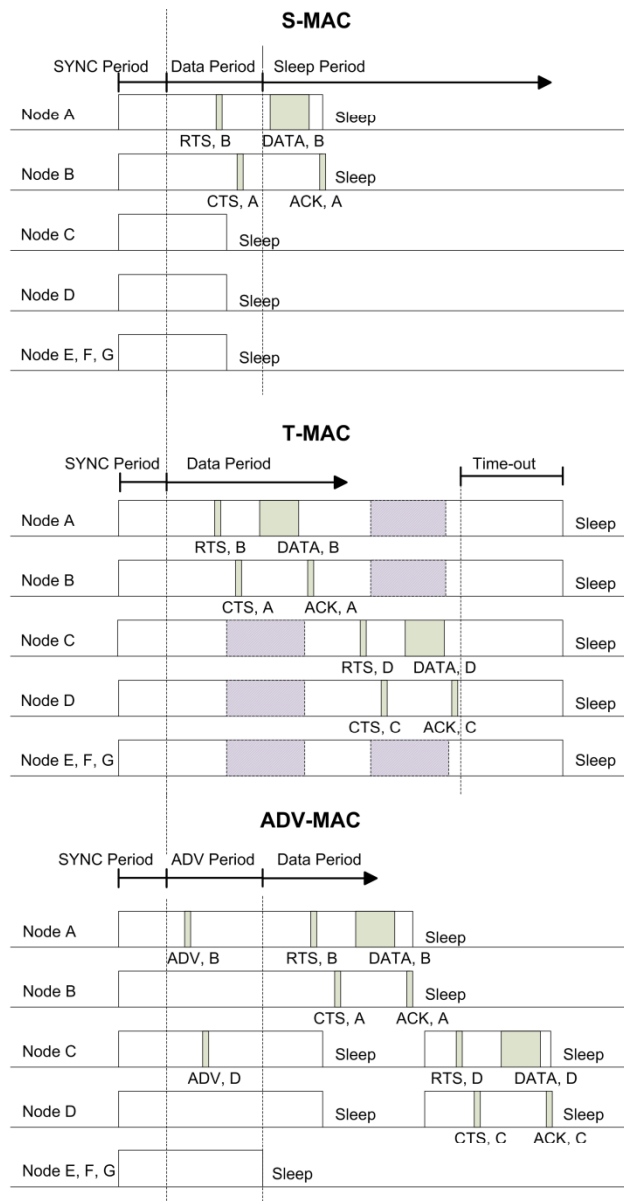 S-MAC
SYNC Period Data Period Sleep Period
Node A Sleep
RTS, B DATA, B
Node B Sleep
CTS, A ACK, A
Node C Sleep
Node D Sleep
Node E, F, G Sleep
T-MAC
SYNC Period Data Period Time-out
Node A Sleep
RTS, B DATA, B
Node B Sleep
CTS, A ACK, A
Node C Sleep
RTS, D DATA, D
Node D Sleep
CTS, C ACK, C
Node E, F, G Sleep
ADV-MAC
SYNC Period ADV Period Data Period
Node A Sleep
ADV, B RTS, B DATA, B
Node B Sleep
CTS, A ACK, A
Node C Sleep Sleep
ADV, D RTS, D DATA, D
Node D Sleep Sleep
CTS, C ACK, C
Node E, F, G Sleep